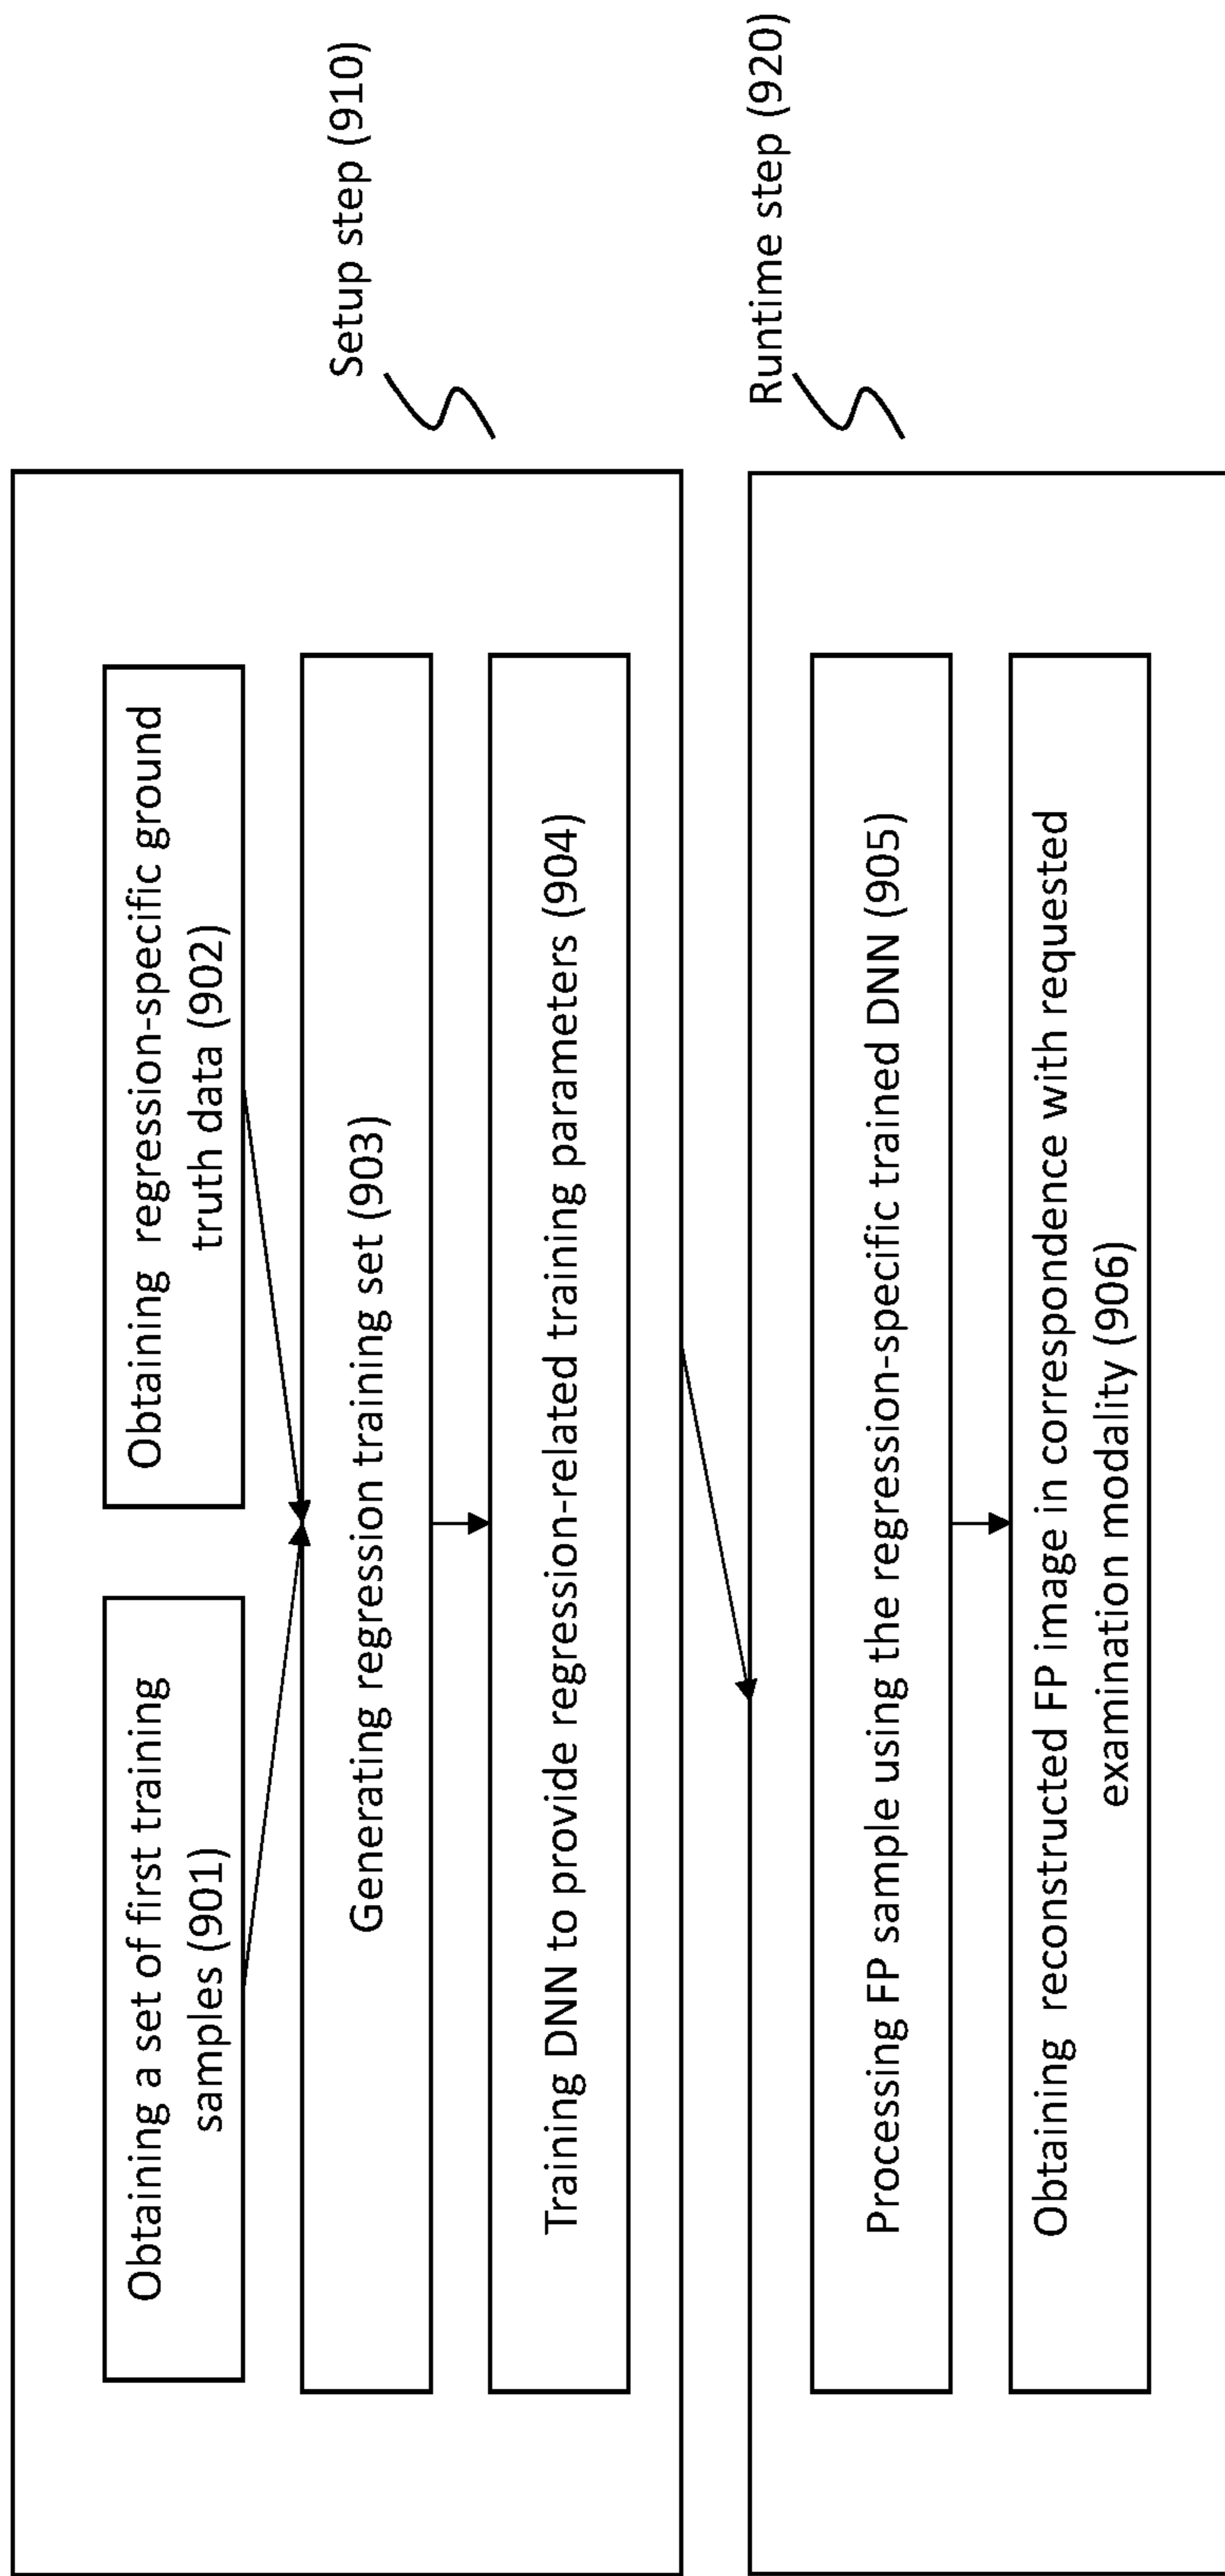 Obtaining a set of first training
samples (901)
Obtaining regression-specific ground
truth data (902)
Generating regression training set (903)
Training DNN to provide regression-related training parameters (904)
Setup step (910)
Processing FP sample using the regression-specific trained DNN (905)
Obtaining reconstructed FP image in correspondence with requested
examination modality (906)
Runtime step (920)